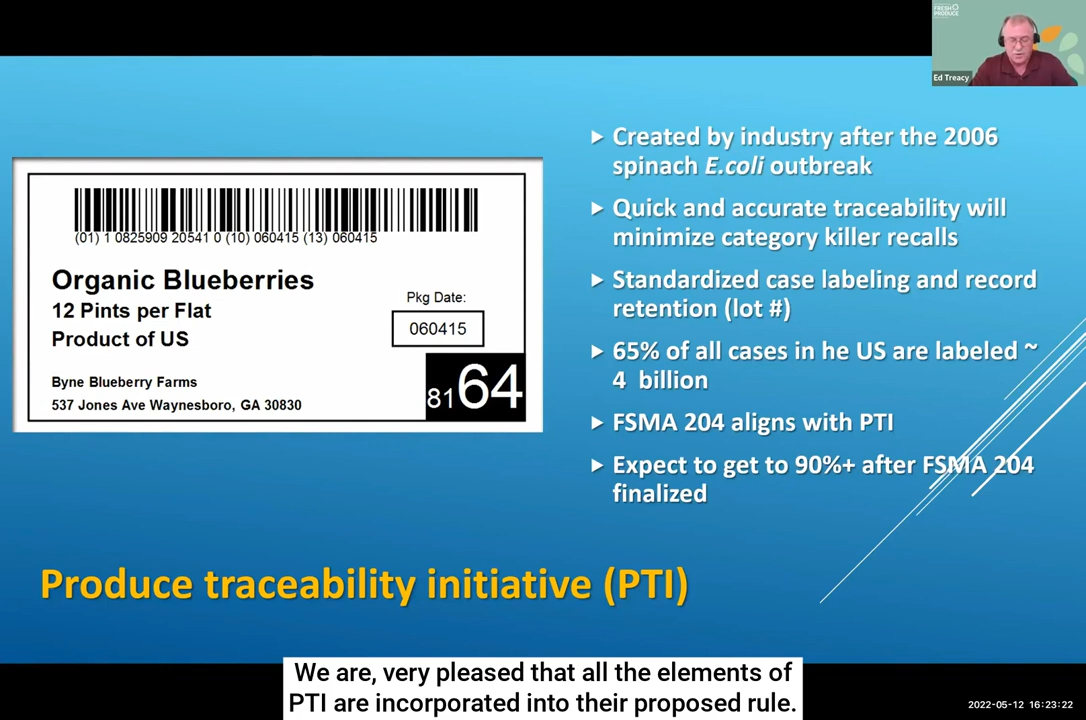 FRESH
PRODUCE
Ed Treacy
(01) 1 0825909 20541 0 (10) 060415 (13) 060415
Organic Blueberries
12 Pints per Flat
Product of US
Pkg Date:
060415
Byne Blueberry Farms
537 Jones Ave Waynesboro, GA 30830
8164
Created by industry after the 2006
spinach E.coli outbreak
Quick and accurate traceability will
minimize category killer recalls
Standardized case labeling and record
retention (lot #)
65% of all cases in he US are labeled ~
4 billion
FSMA 204 aligns with PTI
Expect to get to 90%+ after FSMA 204
finalized
Produce traceability initiative (PTI)
We are, very pleased that all the elements of
PTI are incorporated into their proposed rule.
2022-05-12 16:23:22